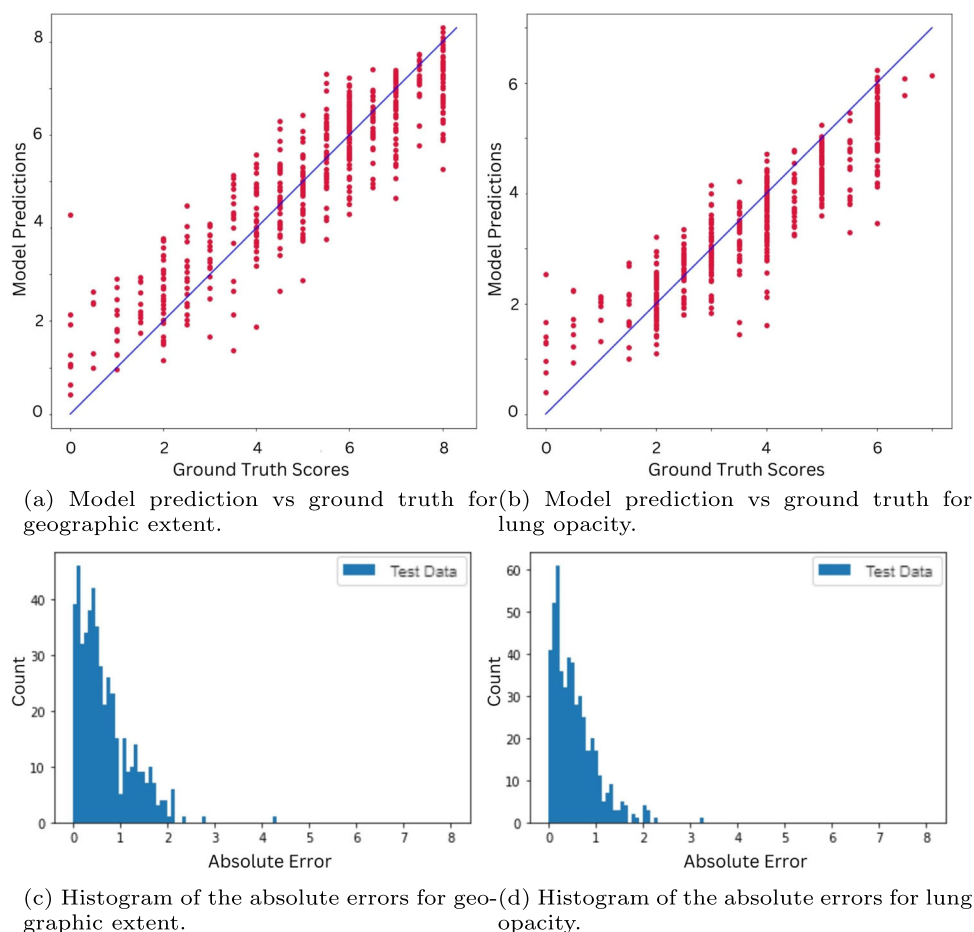 8
6
4
2
0
Model Predictions
0 2 4 6 8
Ground Truth Scores
(a) Model prediction vs ground truth for
geographic extent.
6
4
2
0
Model Predictions
0 2 4 6
Ground Truth Scores
(b) Model prediction vs ground truth for
lung opacity.
Test Data
40
30
20
10
0
Count
0 1 2 3 4 5 6 7 8
Absolute Error
(c) Histogram of the absolute errors for geo-
graphic extent.
Test Data
60
50
40
30
20
10
0
Count
0 1 2 3 4 5 6 7 8
Absolute Error
(d) Histogram of the absolute errors for lung
opacity.